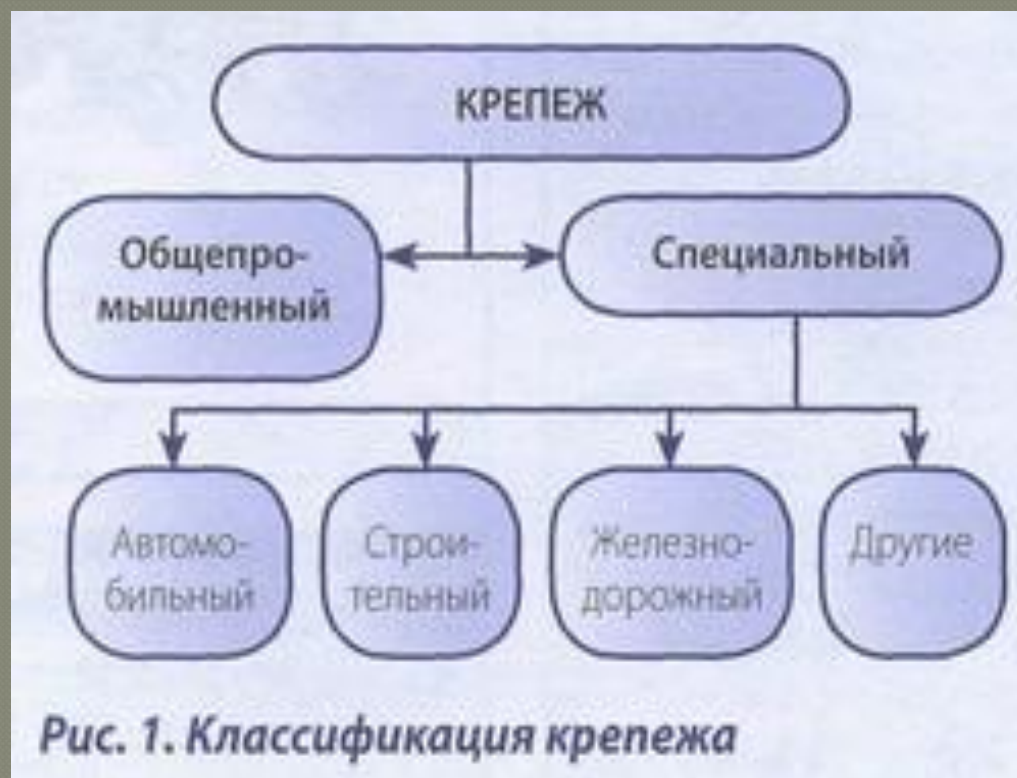 КРЕПЕЖ
Общепро-
мышленный
Специальный
Автомо-
бильный
Строи-
тельный
Железно-
дорожный
Другие
Рис. 1. Классификация крепежа